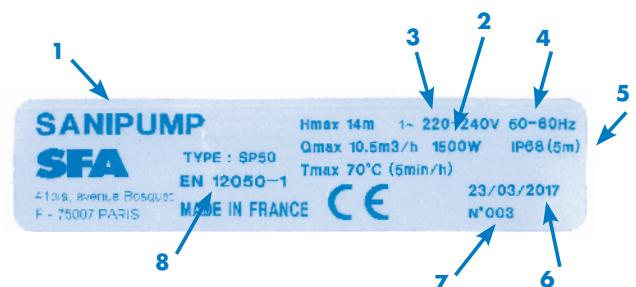 1
3
2
4
5
SANIPUMP
SFA
41bis, avenue Bosquet
F - 75007 PARIS
TYPE : SP50
EN 12050-1
MADE IN FRANCE
CE
Hmax 14m 1~ 220-240V 50-60Hz
Qmax 10.5m3/h 1500W IP68 (5m)
Tmax 70°C (5min/h)
23/03/2017
N°003
8
7
6